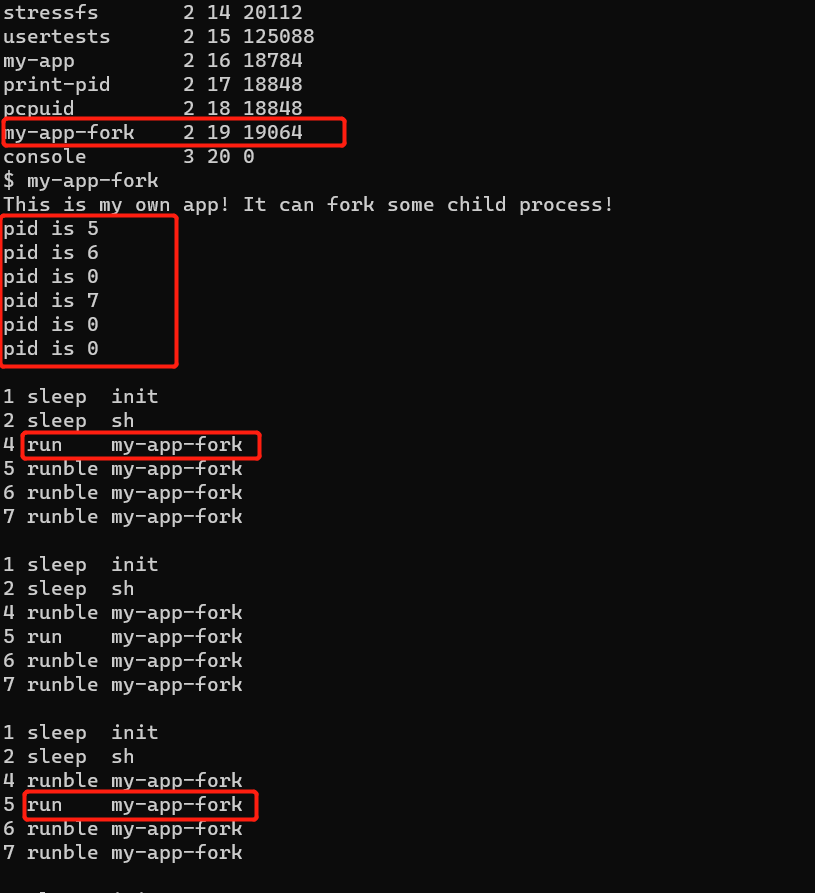 stressfs       2 14 20112
usertests      2 15 125088
my-app         2 16 18784
print-pid      2 17 18848
pcpuid         2 18 18848
my-app-fork    2 19 19064
console        3 20 0
$ my-app-fork
This is my own app! It can fork some child process!
pid is 5
pid is 6
pid is 0
pid is 7
pid is 0
pid is 0
1 sleep  init
2 sleep  sh
4 run    my-app-fork
5 runble my-app-fork
6 runble my-app-fork
7 runble my-app-fork
1 sleep  init
2 sleep  sh
4 runble my-app-fork
5 run    my-app-fork
6 runble my-app-fork
7 runble my-app-fork
1 sleep  init
2 sleep  sh
4 runble my-app-fork
5 run    my-app-fork
6 runble my-app-fork
7 runble my-app-fork